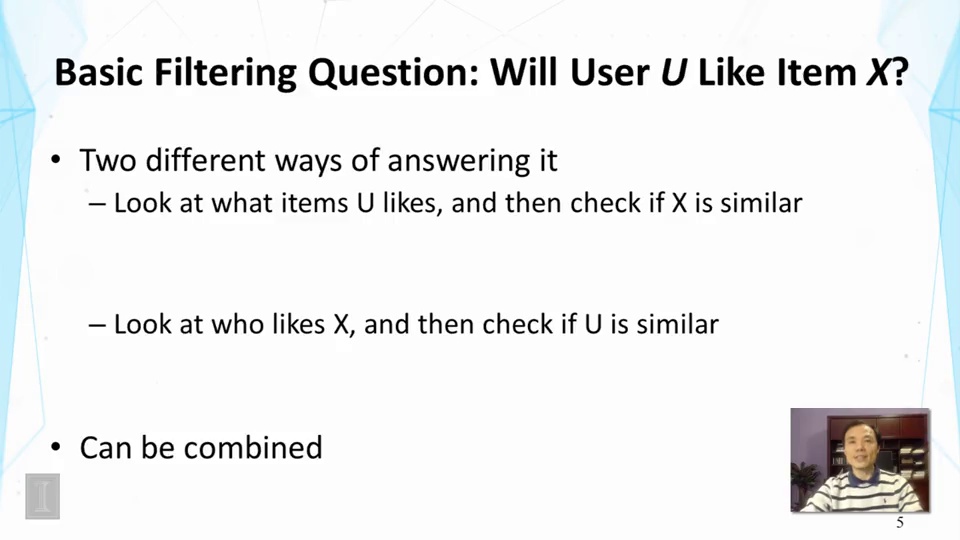 Basic Filtering Question: Will User U Like Item X?
• Two different ways of answering it
– Look at what items U likes, and then check if X is similar
– Look at who likes X, and then check if U is similar
• Can be combined
I
5